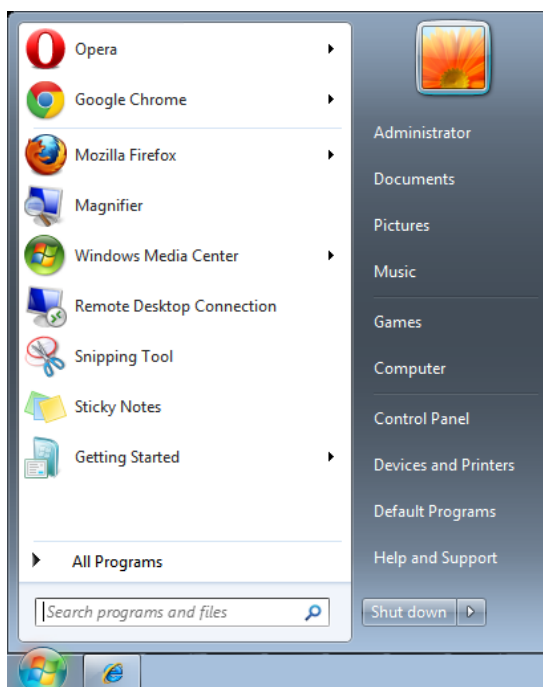 Opera
Google Chrome
Mozilla Firefox
Magnifier
Windows Media Center
Remote Desktop Connection
Snipping Tool
Sticky Notes
Getting Started
All Programs
Search programs and files
Administrator
Documents
Pictures
Music
Games
Computer
Control Panel
Devices and Printers
Default Programs
Help and Support
Shut down